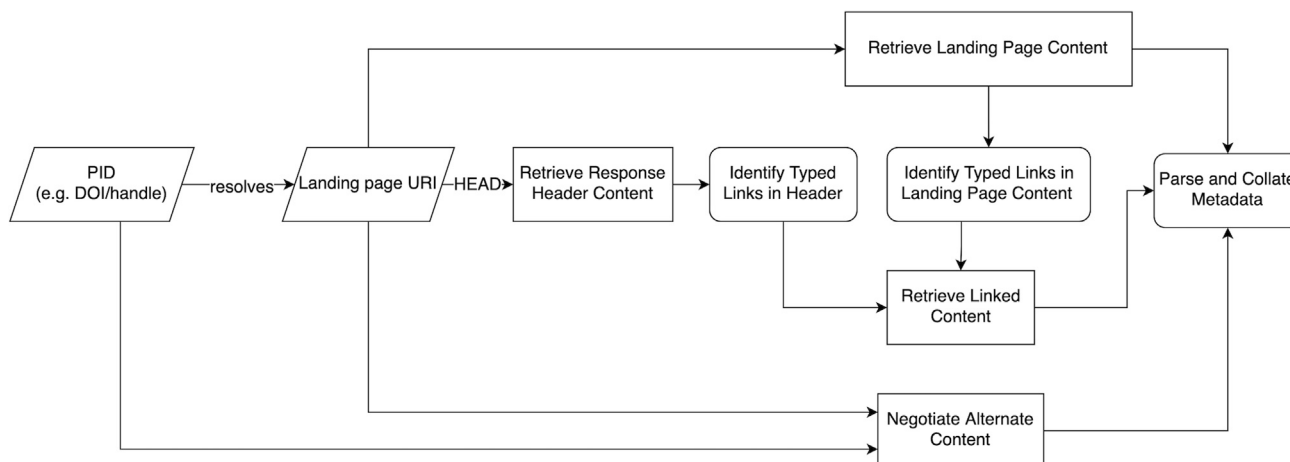 Retrieve Landing Page Content
PID
(e.g. DOI/handle)
resolves
Landing page URI
HEAD
Retrieve Response
Header Content
Identify Typed
Links in Header
Identify Typed Links in
Landing Page Content
Parse and Collate
Metadata
Retrieve Linked
Content
Negotiate Alternate
Content